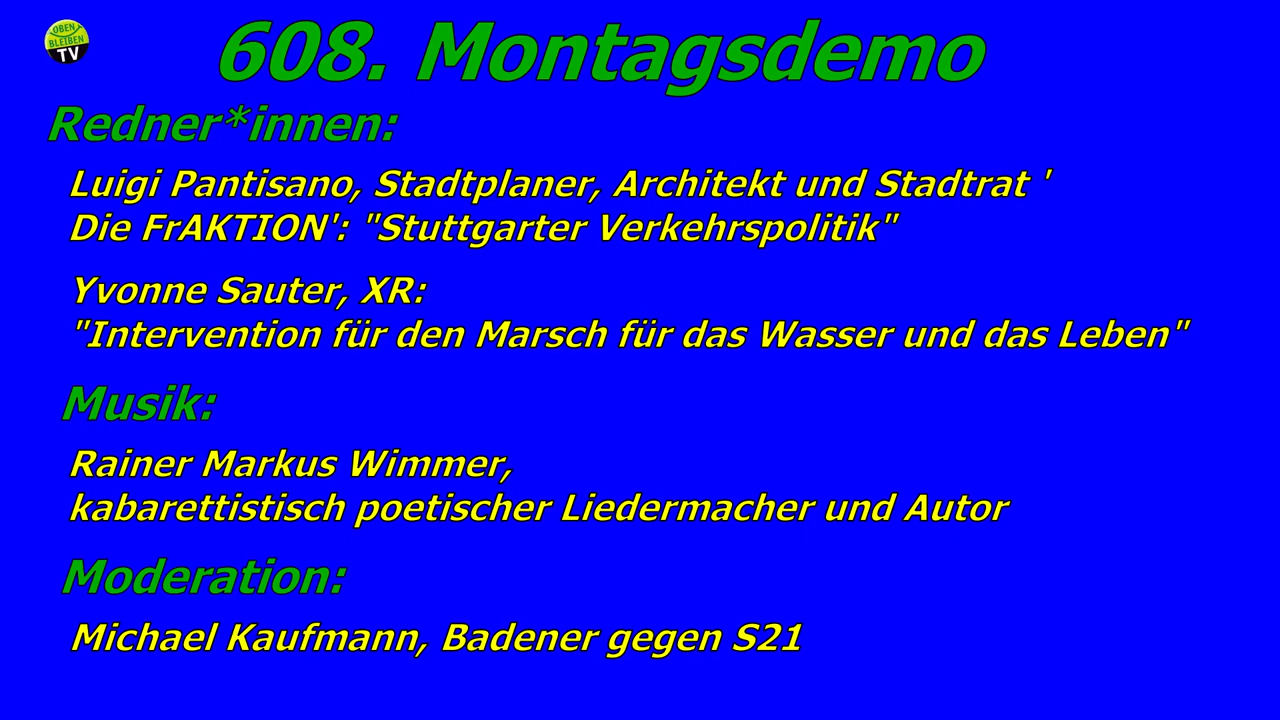 OBEN
BLEIBEN
TV
608. Montagsdemo
Redner*innen:
Luigi Pantisano, Stadtplaner, Architekt und Stadtrat '
Die FrAKTION': "Stuttgarter Verkehrspolitik"
Yvonne Sauter, XR:
"Intervention für den Marsch für das Wasser und das Leben"
Musik:
Rainer Markus Wimmer,
kabarettistisch poetischer Liedermacher und Autor
Moderation:
Michael Kaufmann, Badener gegen S21